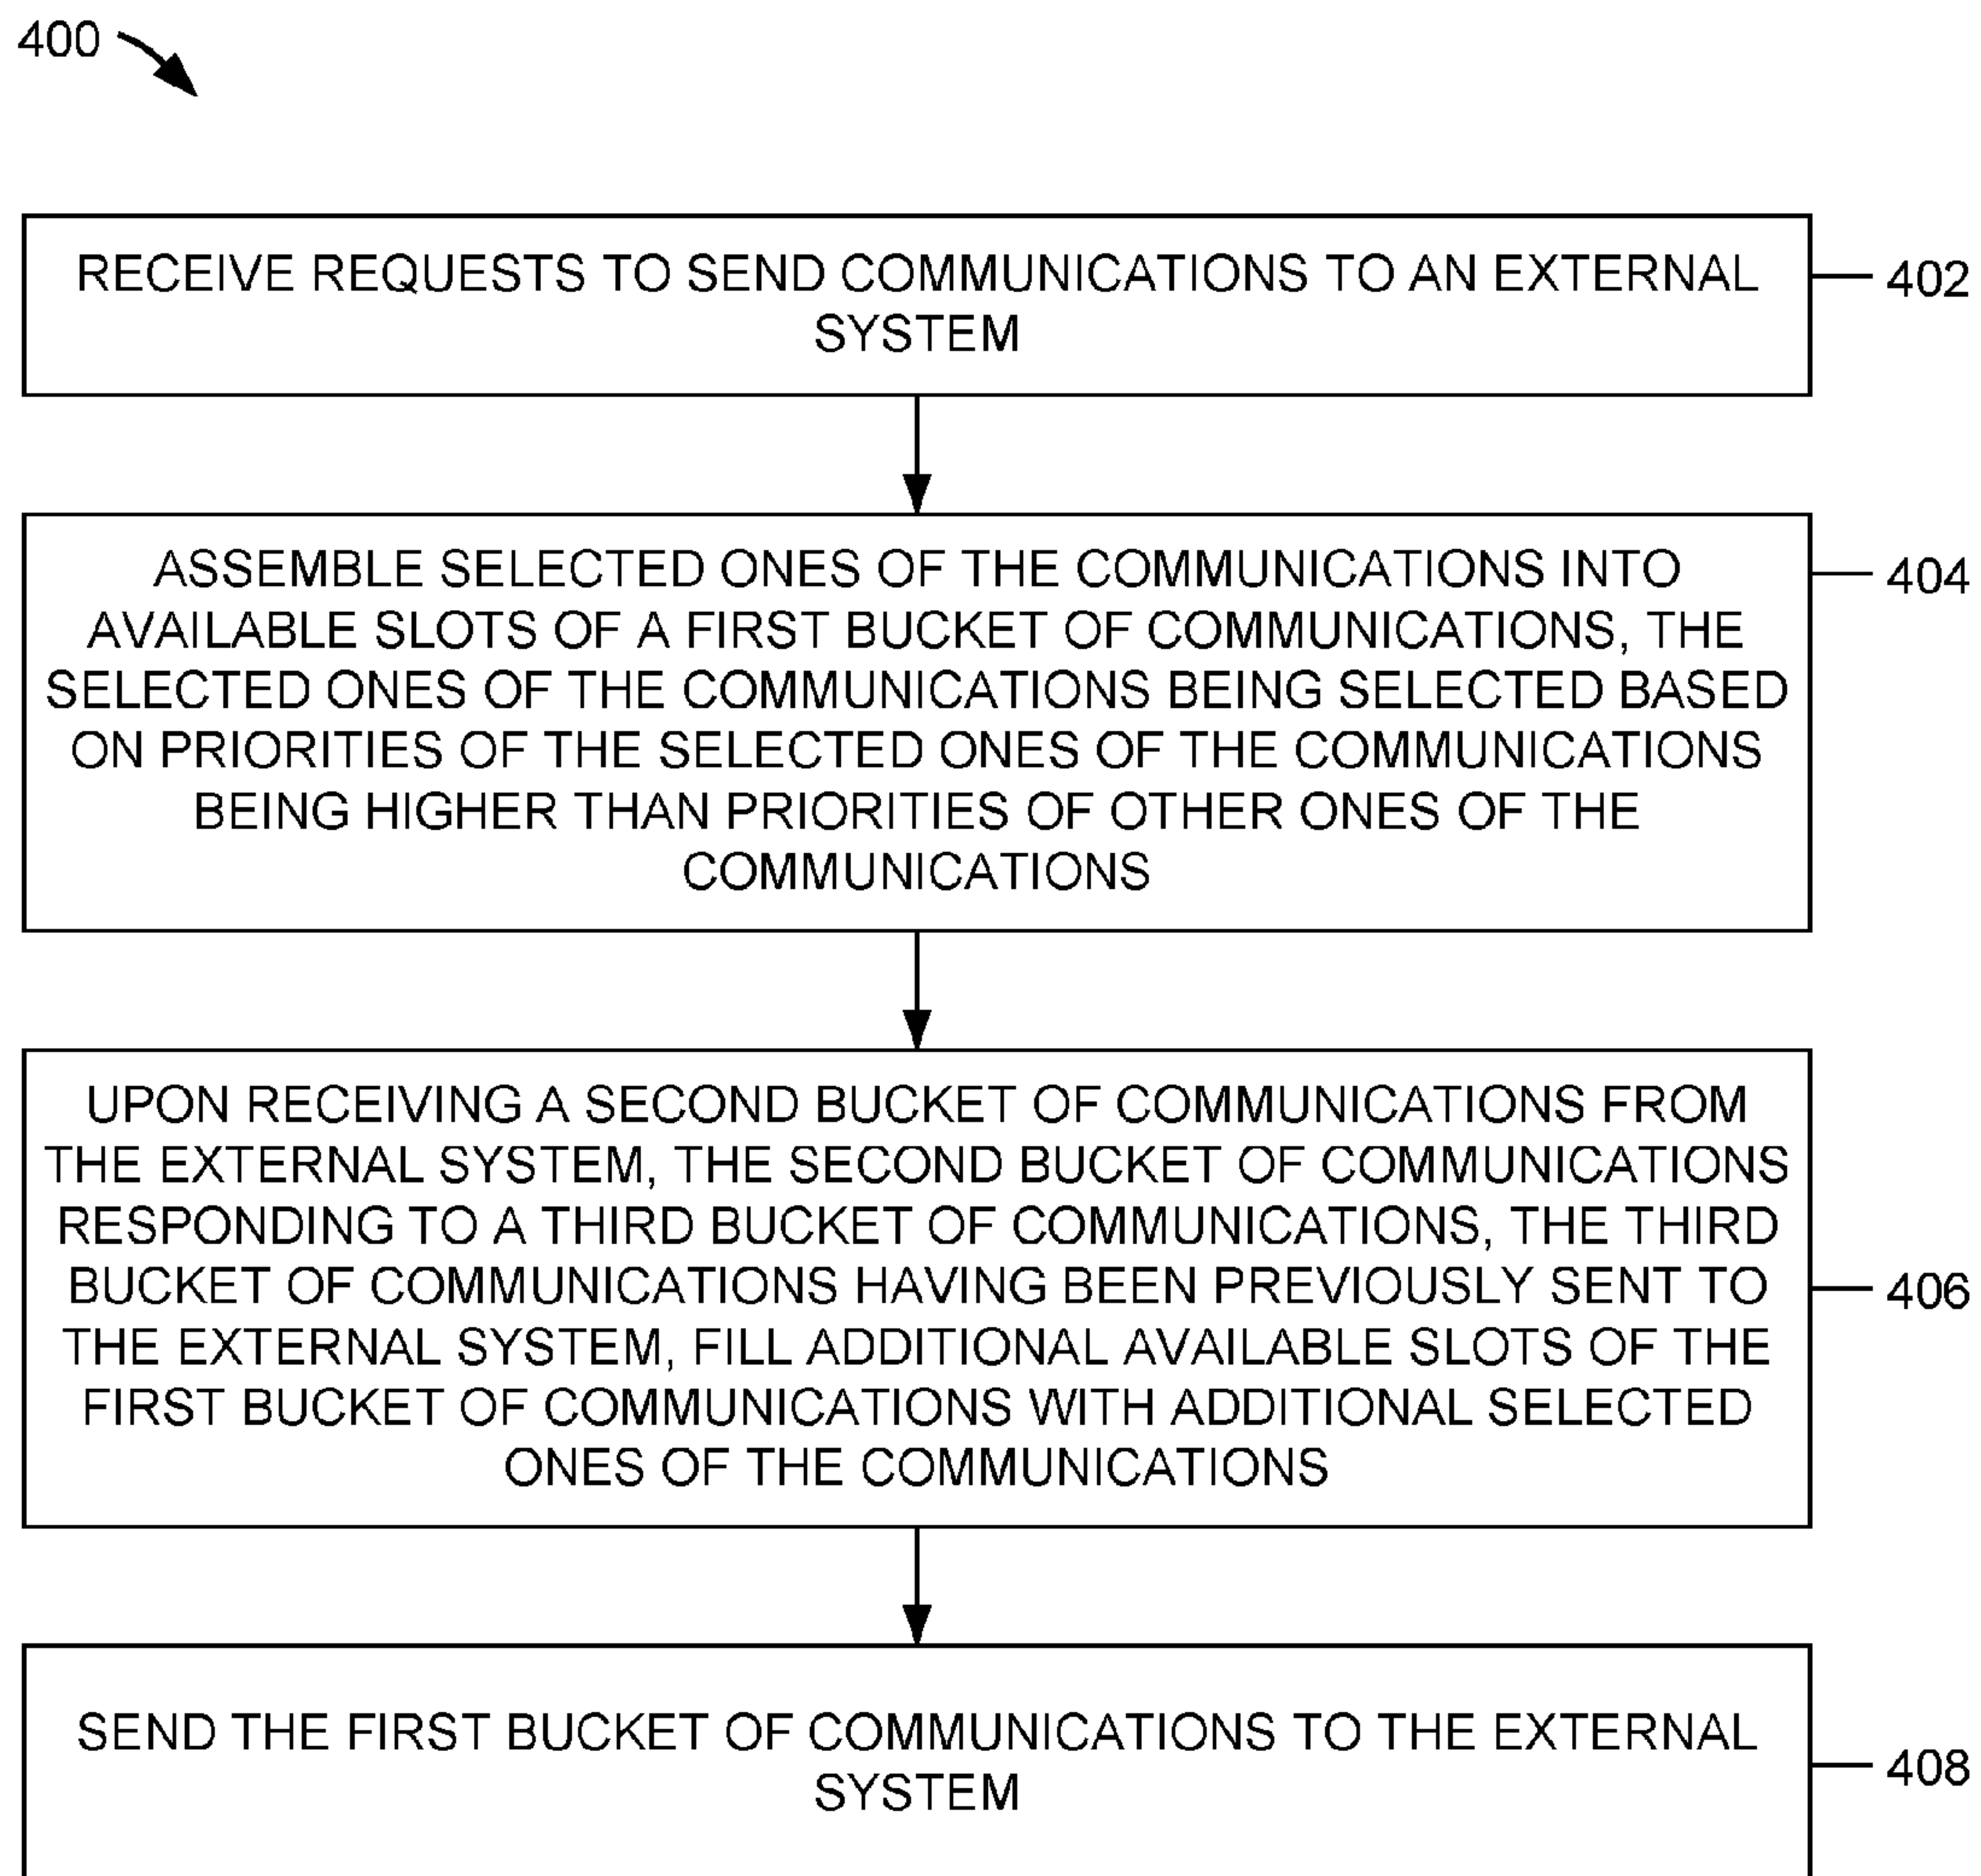 400
RECEIVE REQUESTS TO SEND COMMUNICATIONS TO AN EXTERNAL
SYSTEM
402
ASSEMBLE SELECTED ONES OF THE COMMUNICATIONS INTO
AVAILABLE SLOTS OF A FIRST BUCKET OF COMMUNICATIONS, THE
SELECTED ONES OF THE COMMUNICATIONS BEING SELECTED BASED
ON PRIORITIES OF THE SELECTED ONES OF THE COMMUNICATIONS
BEING HIGHER THAN PRIORITIES OF OTHER ONES OF THE
COMMUNICATIONS
404
UPON RECEIVING A SECOND BUCKET OF COMMUNICATIONS FROM
THE EXTERNAL SYSTEM, THE SECOND BUCKET OF COMMUNICATIONS
RESPONDING TO A THIRD BUCKET OF COMMUNICATIONS, THE THIRD
BUCKET OF COMMUNICATIONS HAVING BEEN PREVIOUSLY SENT TO
THE EXTERNAL SYSTEM, FILL ADDITIONAL AVAILABLE SLOTS OF THE
FIRST BUCKET OF COMMUNICATIONS WITH ADDITIONAL SELECTED
ONES OF THE COMMUNICATIONS
406
SEND THE FIRST BUCKET OF COMMUNICATIONS TO THE EXTERNAL
SYSTEM
408